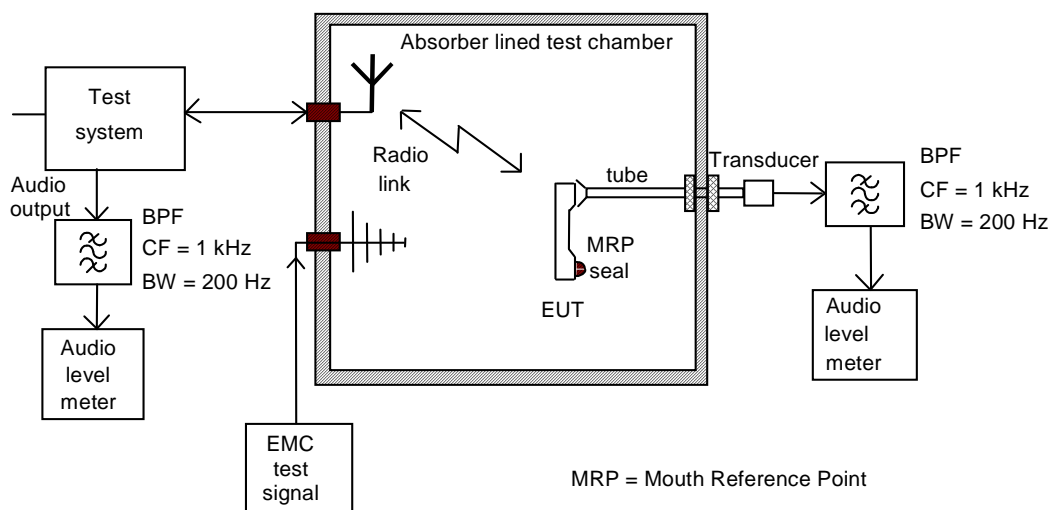 Absorber lined test chamber
Test
system
Radio
link
Audio
output
BPF
CF = 1 kHz
BW = 200 Hz
Audio
level
meter
EMC
test
signal
tube
MRP
seal
EUT
Transducer
BPF
CF = 1 kHz
BW = 200 Hz
Audio
level
meter
MRP = Mouth Reference Point